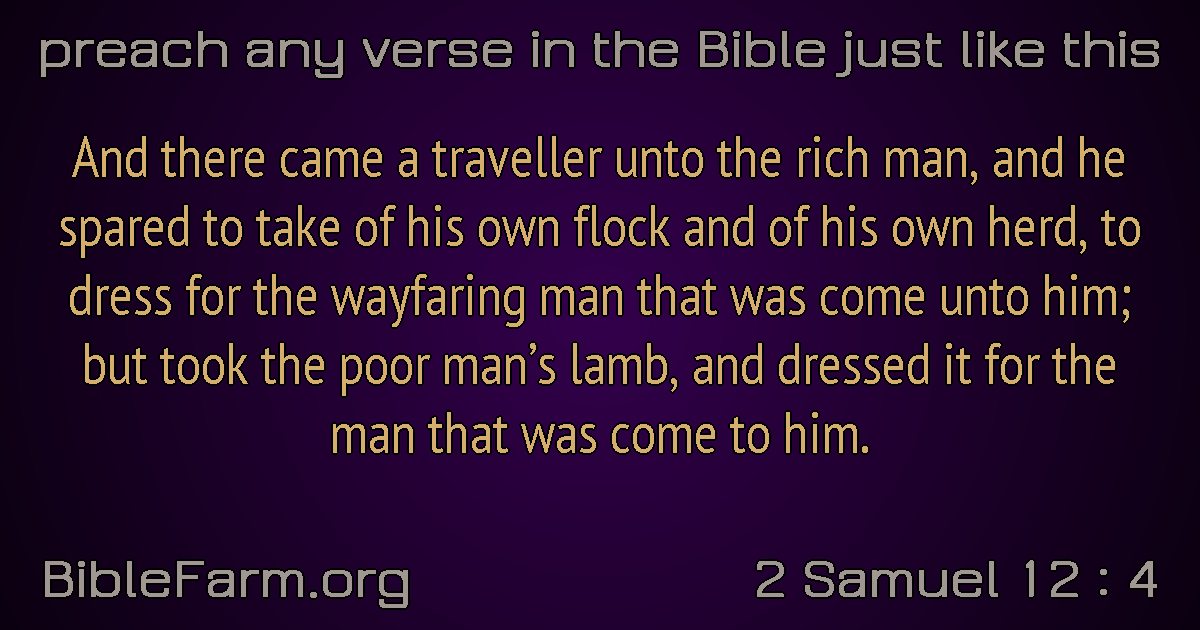 preach any verse in the Bible just like this
And there came a traveller unto the rich man, and he
spared to take of his own flock and of his own herd, to
dress for the wayfaring man that was come unto him;
but took the poor man’s lamb, and dressed it for the
man that was come to him.
BibleFarm.org
2 Samuel 12 : 4